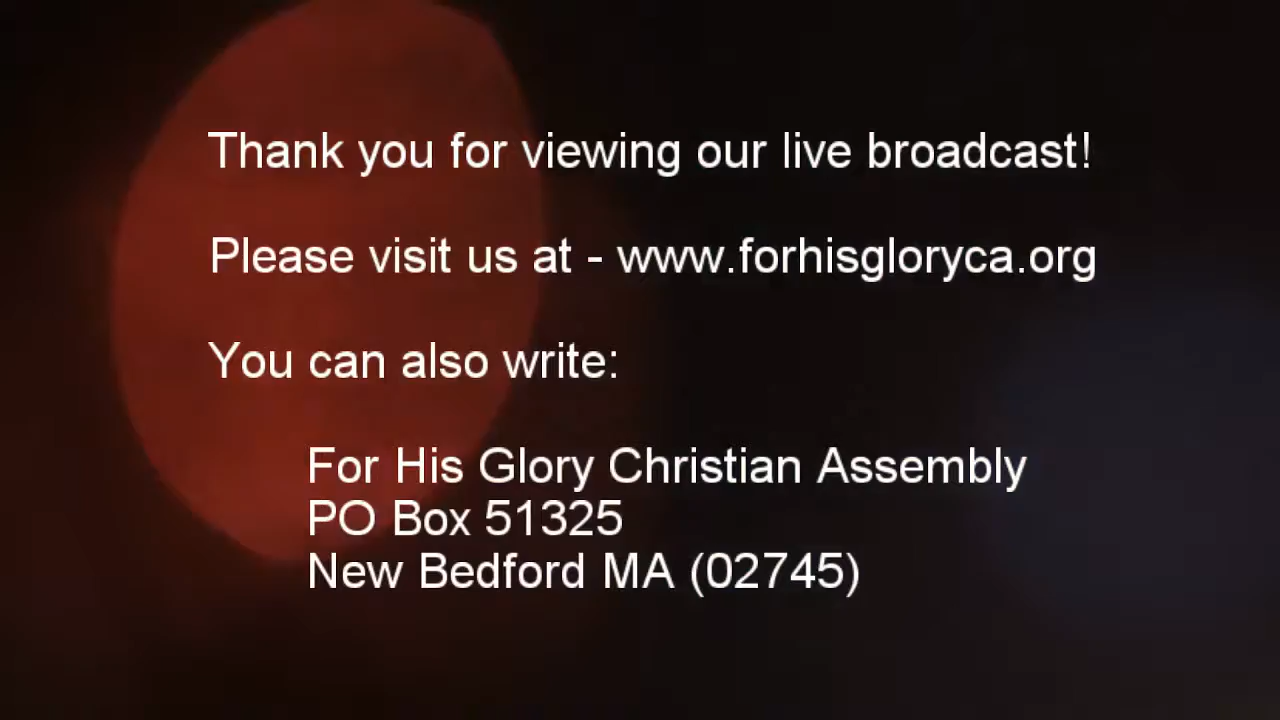 Thank you for viewing our live broadcast!
Please visit us at - www.forhisgloryca.org
You can also write:
For His Glory Christian Assembly
PO Box 51325
New Bedford MA (02745)